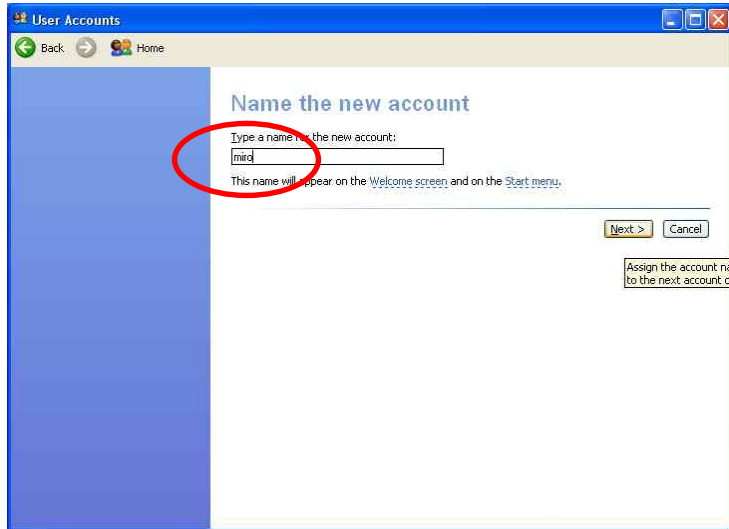 User Accounts
Back Home
Name the new account
Type a name for the new account:
miro
This name will appear on the Welcome screen and on the Start menu.
Next > Cancel
Assign the account
to the next account